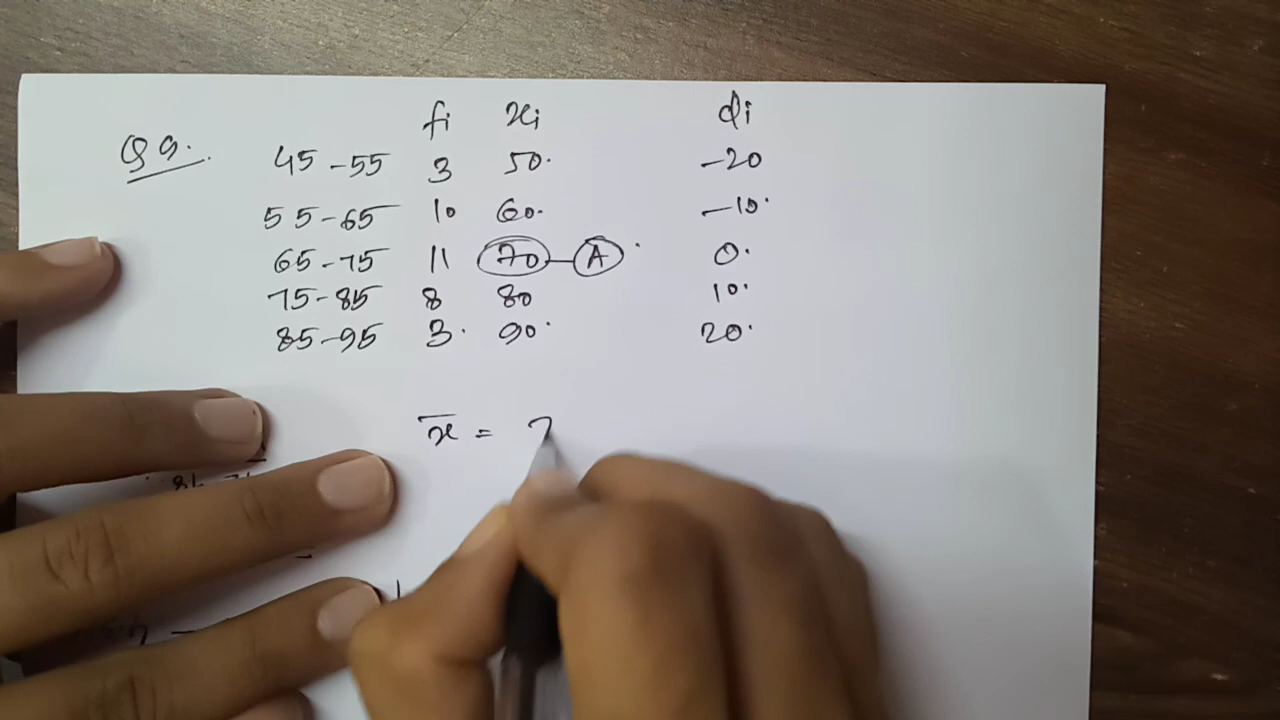 fi xi di
Q9. 45-55 3 50. -20
55-65 10 60. -10.
65-75 11 70 - A . 0.
75-85 8 80 10.
85-95 3. 90. 20.
x̄ = 7